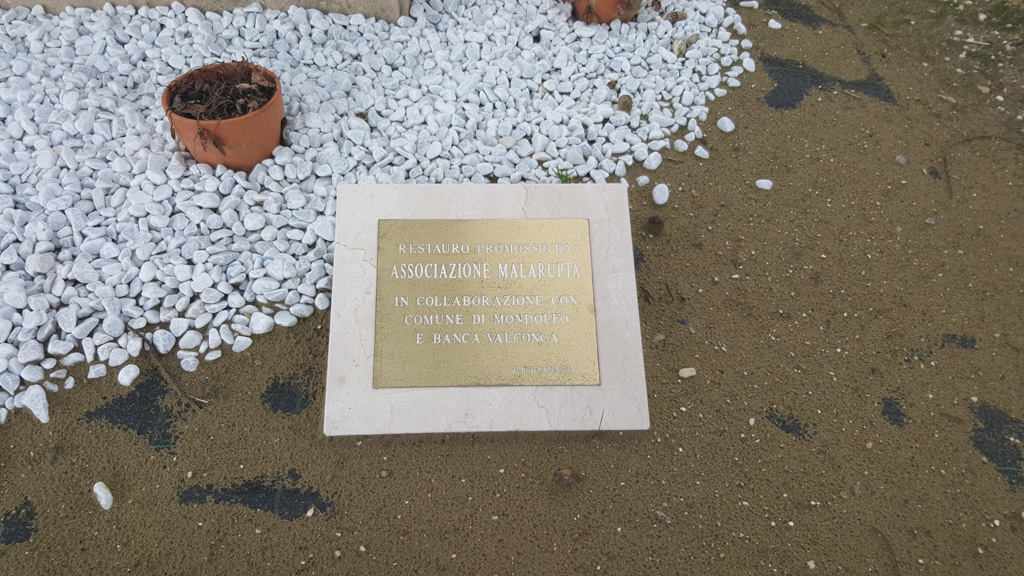 RESTAURO PROMOSSO DA
ASSOCIAZIONE MALARUPTA
IN COLLABORAZIONE CON
COMUNE DI MONDOLFO
E BANCA VALCONCA